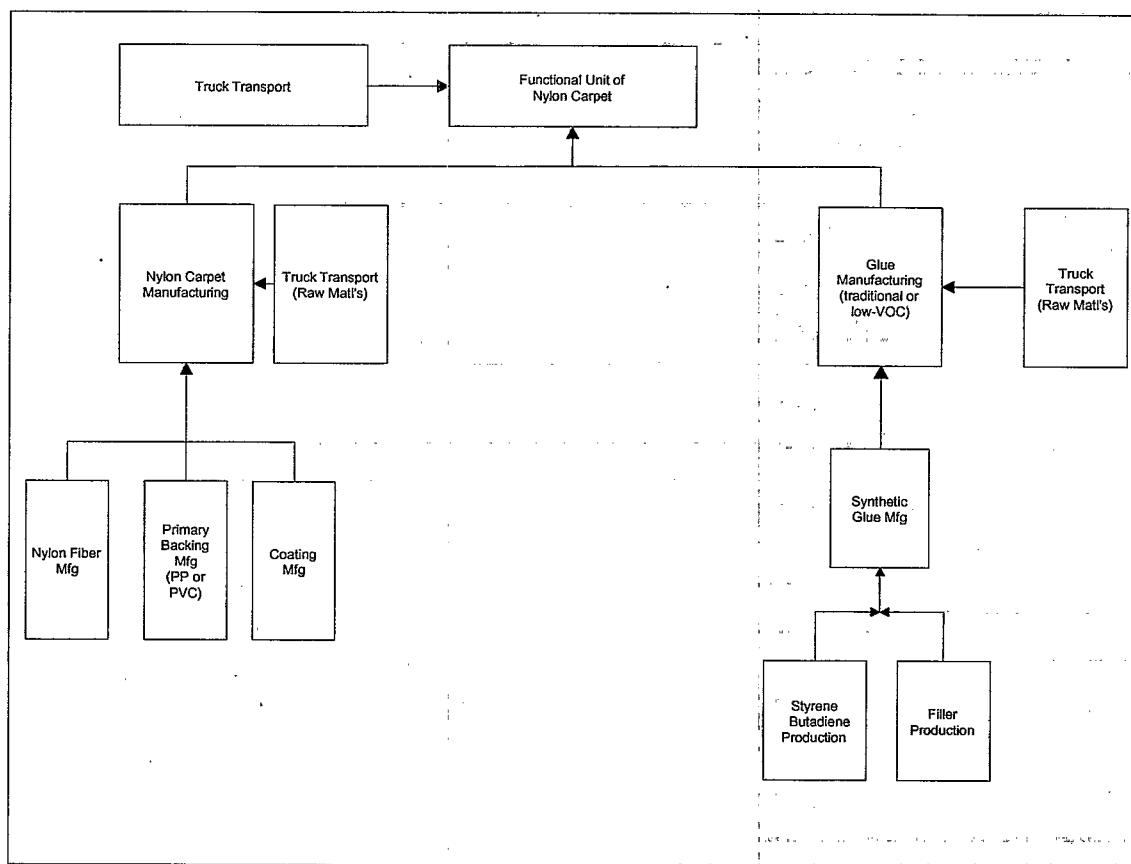 Truck Transport
Functional Unit of
Nylon Carpet
Nylon Carpet
Manufacturing
Truck Transport
(Raw Matl's)
Glue
Manufacturing
(traditional or
low-VOC)
Truck
Transport
(Raw Matl's)
Nylon Fiber
Mfg
Primary
Backing
Mfg
(PP or
PVC)
Coating
Mfg
Synthetic
Glue Mfg
Styrene
Butadiene
Production
Filler
Production